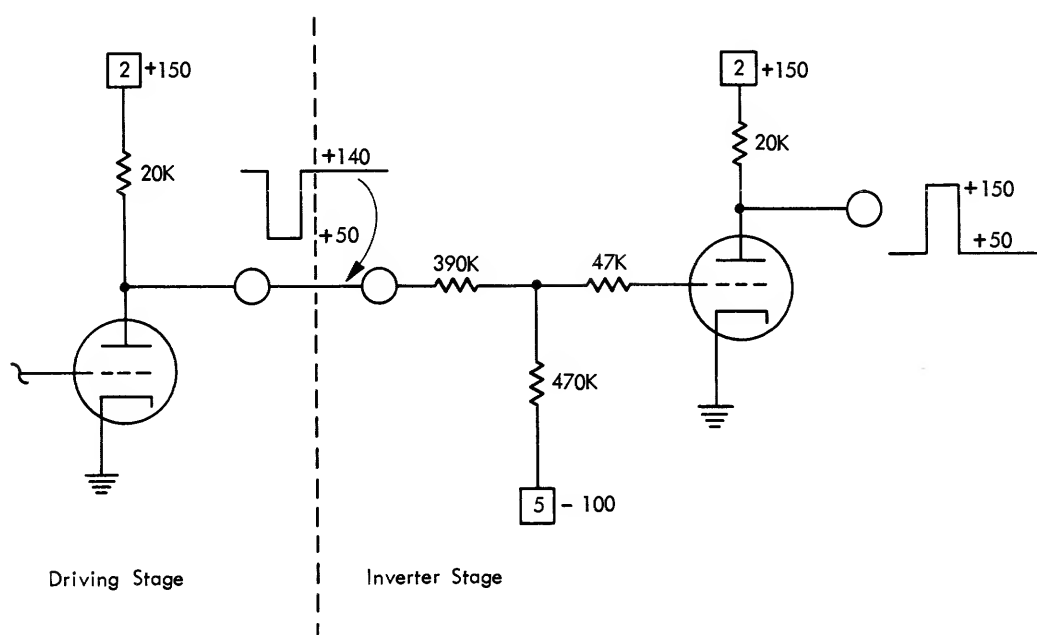 2 +150
20K
+140
+50
2 +150
20K
+150
+50
390K
47K
470K
5 - 100
Driving Stage
Inverter Stage